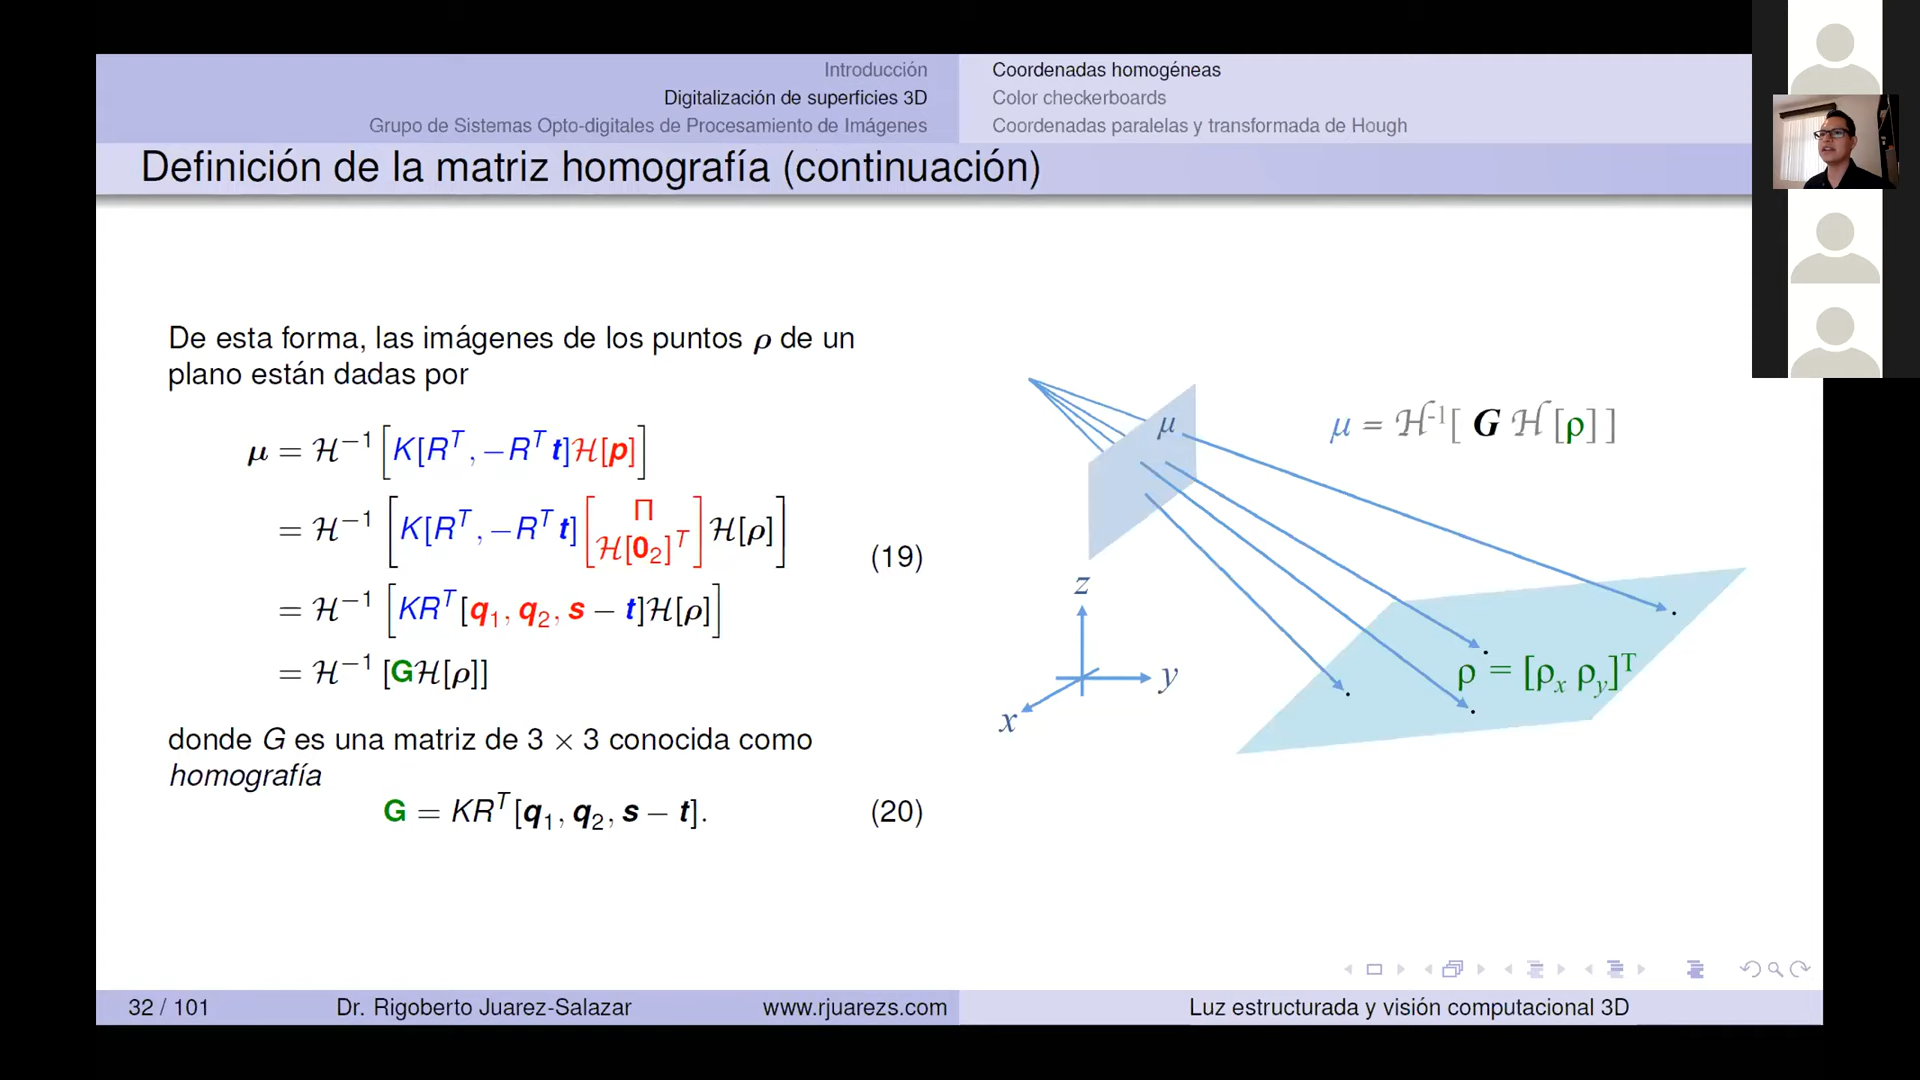 Introducción
Digitalización de superficies 3D
Grupo de Sistemas Opto-digitales de Procesamiento de Imágenes
Coordenadas homogéneas
Color checkerboards
Coordenadas paralelas y transformada de Hough
Definición de la matriz homografía (continuación)
De esta forma, las imágenes de los puntos ρ de un
plano están dadas por
μ = ℋ⁻¹ [K[Rᵀ, −Rᵀ t]ℋ[p]]
= ℋ⁻¹ [K[Rᵀ, −Rᵀ t] [Π ℋ[0₂]ᵀ] ℋ[ρ]]
(19)
= ℋ⁻¹ [KRᵀ[q₁, q₂, s − t]ℋ[ρ]]
= ℋ⁻¹ [Gℋ[ρ]]
donde G es una matriz de 3 × 3 conocida como
homografía
G = KRᵀ[q₁, q₂, s − t].
(20)
μ = ℋ⁻¹[ G ℋ [ρ] ]
μ
z
y
x
ρ = [ρₓ ρᵧ]ᵀ
32 / 101
Dr. Rigoberto Juarez-Salazar
www.rjuarezs.com
Luz estructurada y visión computacional 3D